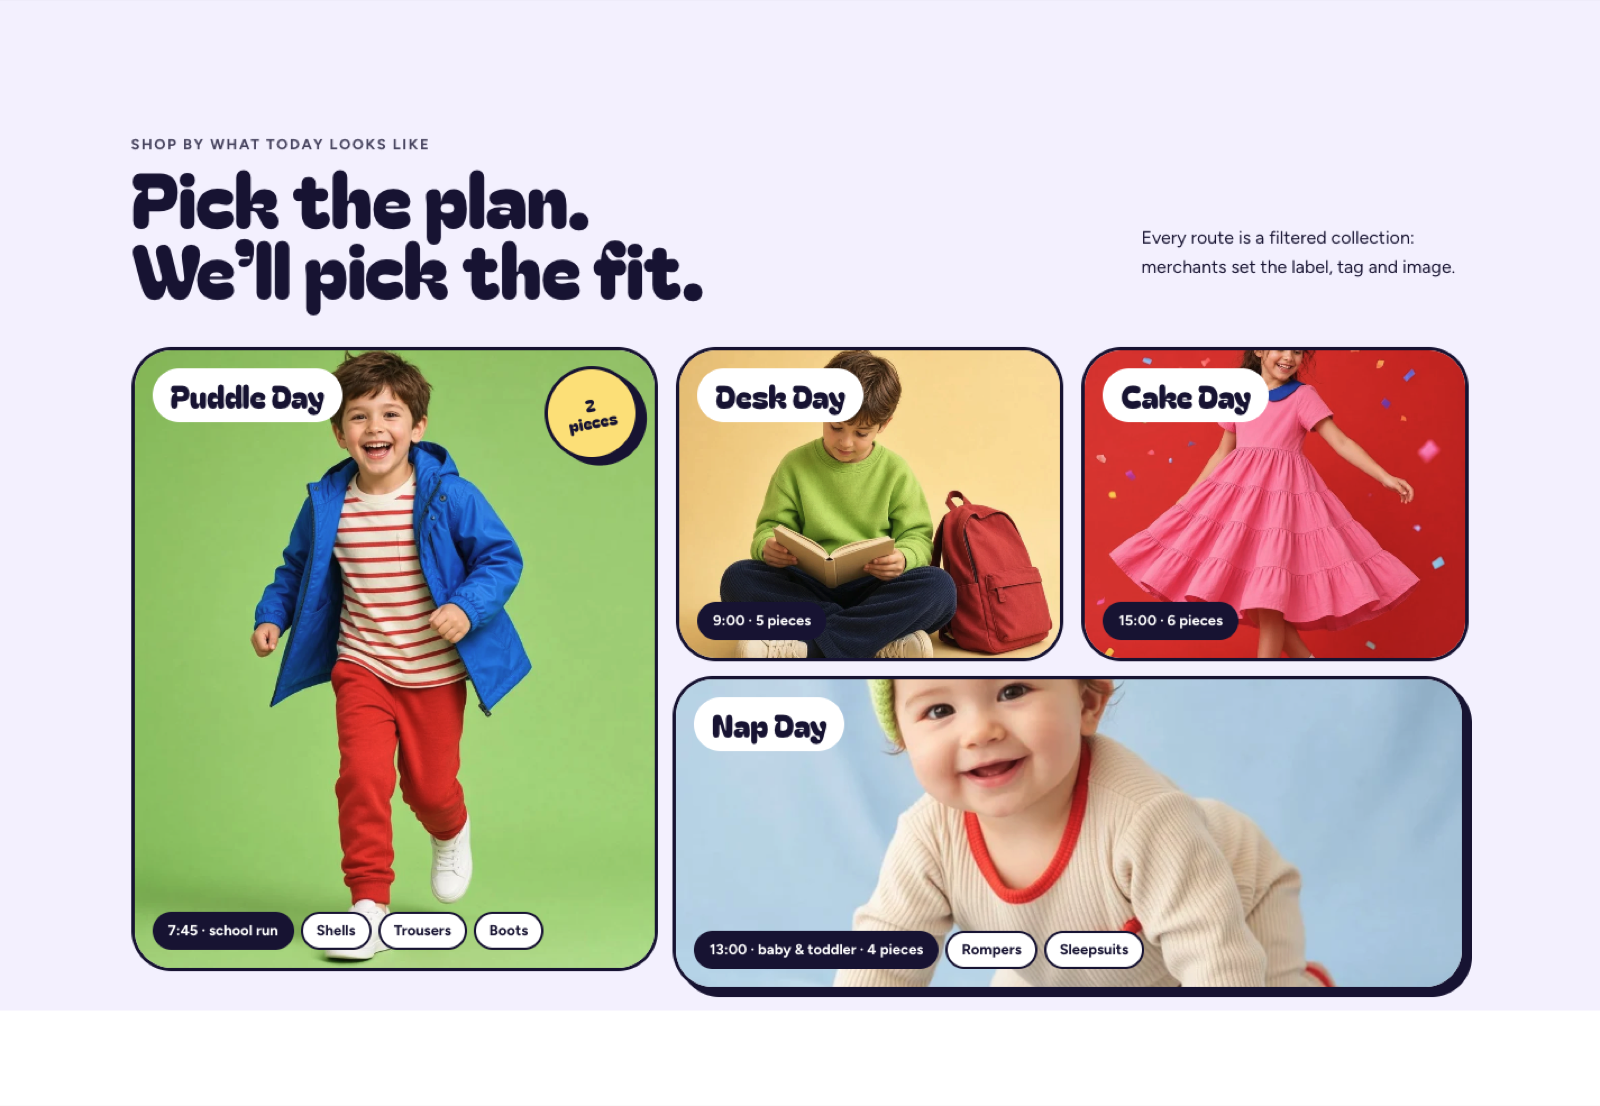 SHOP BY WHAT TODAY LOOKS LIKE
Pick the plan.
We'll pick the fit.
Every route is a filtered collection:
merchants set the label, tag and image.
Puddle Day
2
pieces
7:45 · school run
Shells
Trousers
Boots
Desk Day
9:00 · 5 pieces
Cake Day
15:00 · 6 pieces
Nap Day
13:00 · baby & toddler · 4 pieces
Rompers
Sleepsuits